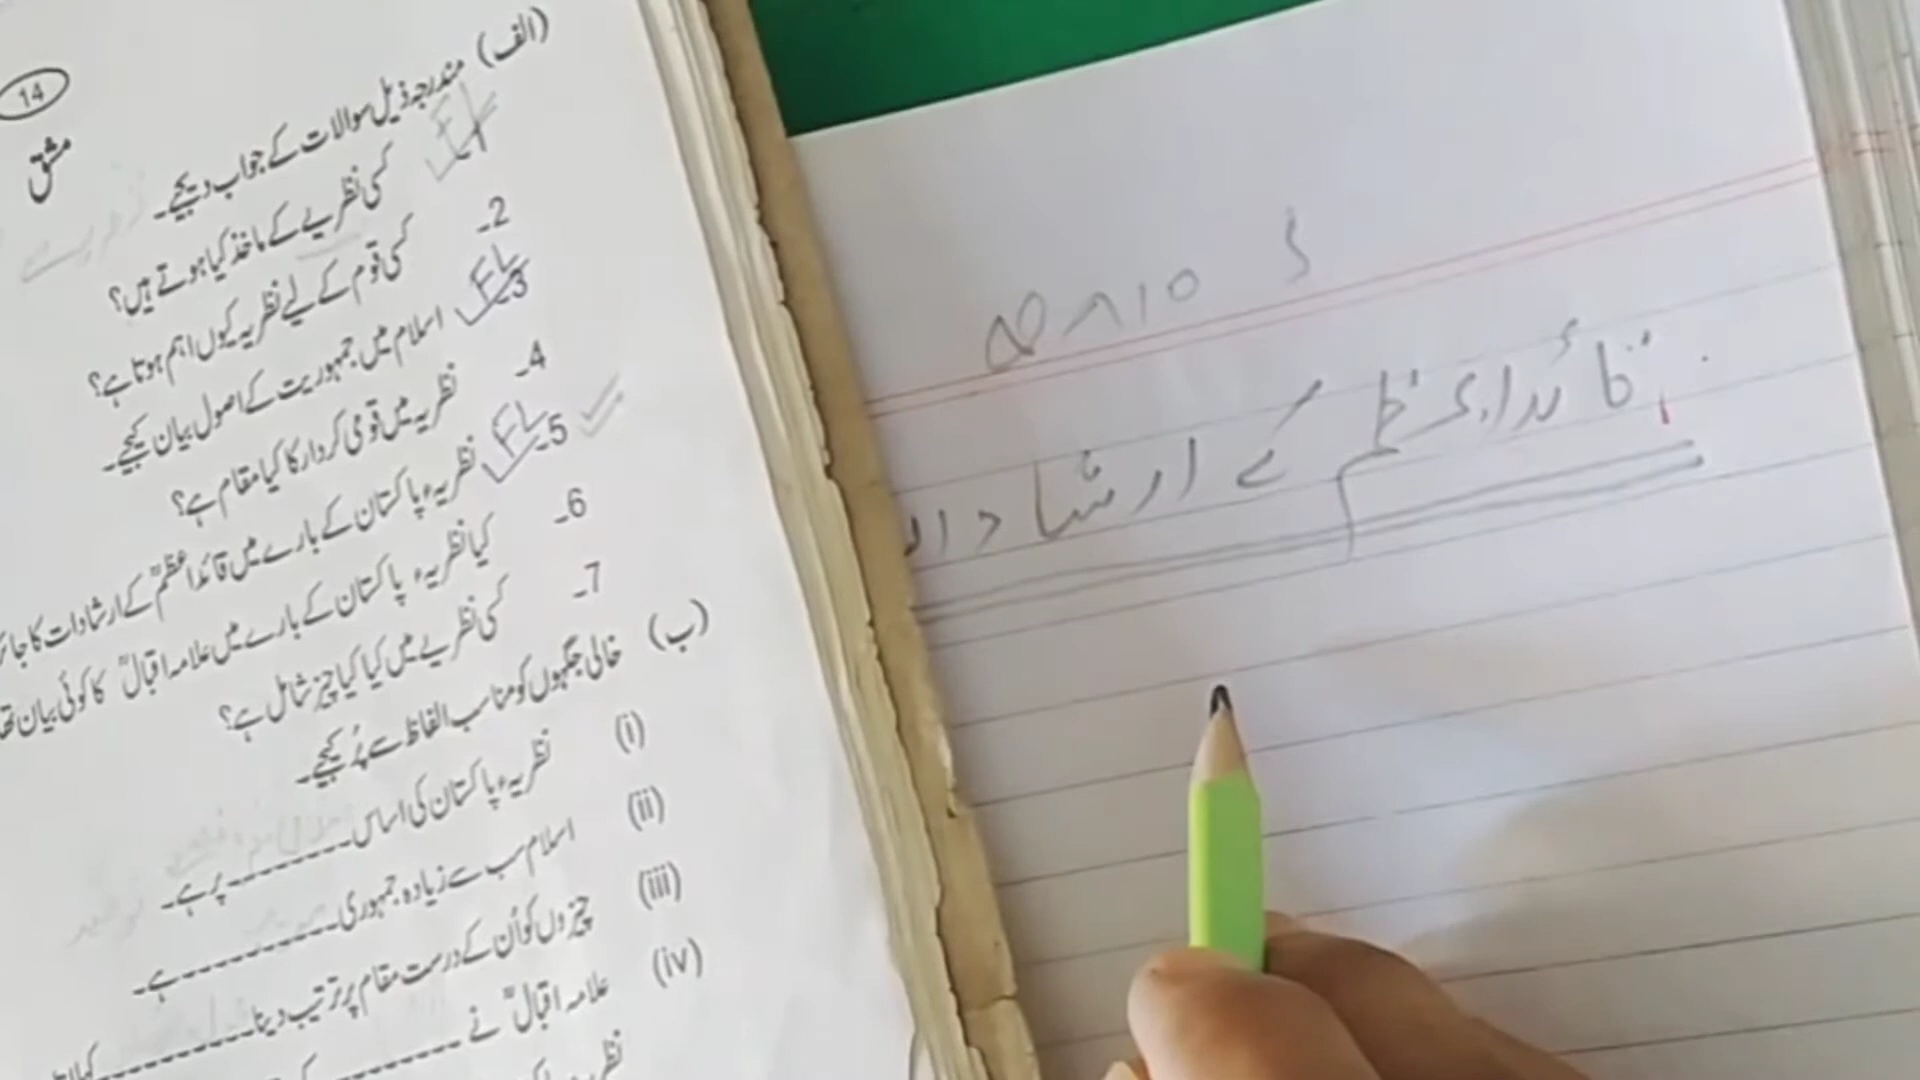 14
مشق
(الف) مندرجہ ذیل سوالات کے جواب دیجیے۔
1۔ کسی نظریے کے ماخذ کیا ہوتے ہیں؟
2۔ کسی قوم کے لیے نظریہ کیوں اہم ہوتا ہے؟
3۔ اسلام میں جمہوریت کے اصول بیان کیجیے۔
4۔ نظریہ میں قومی کردار کا کیا مقام ہے؟
5۔ نظریہء پاکستان کے بارے میں قائداعظمؒ کے ارشادات کا
6۔ کیا نظریہء پاکستان کے بارے میں علامہ اقبالؒ کا کوئی بیان
7۔ کسی نظریے میں کیا کیا چیز شامل ہے؟
(ب) خالی جگہوں کو مناسب الفاظ سے پُر کیجیے۔
(i) نظریہء پاکستان کی اساس -------- پر ہے۔
(ii) اسلام سب سے زیادہ جمہوری ------------ ہے۔
(iii) چیزوں کو اُن کے درست مقام پر ترتیب دینا ------------
(iv) علامہ اقبالؒ نے ------------
نظریہء
قائداعظم کے ارشادات